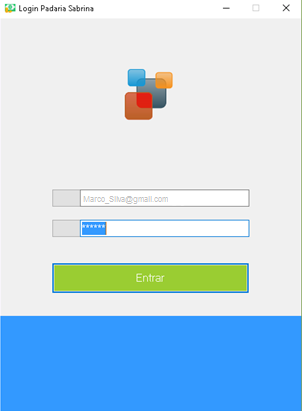 Login Padaria Sabrina
Marco_Silva@gmail.com
******
Entrar